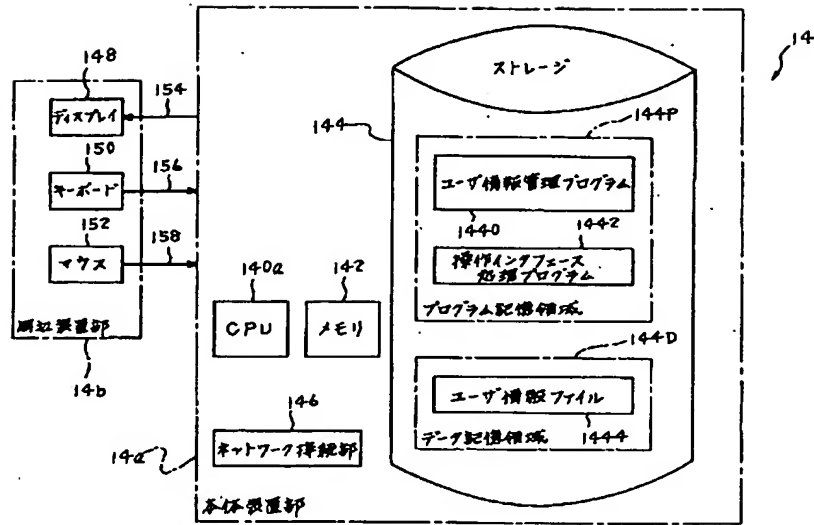 14
148
ディスプレイ
154
150
キーボード
156
152
マウス
158
周辺装置部
14b
ストレージ
144
144P
ユーザ情報管理プログラム
1440
1442
操作インタフェース
処理プログラム
プログラム記憶領域
140a
CPU
142
メモリ
144D
ユーザ情報ファイル
データ記憶領域
1444
146
ネットワーク接続部
14a
本体装置部